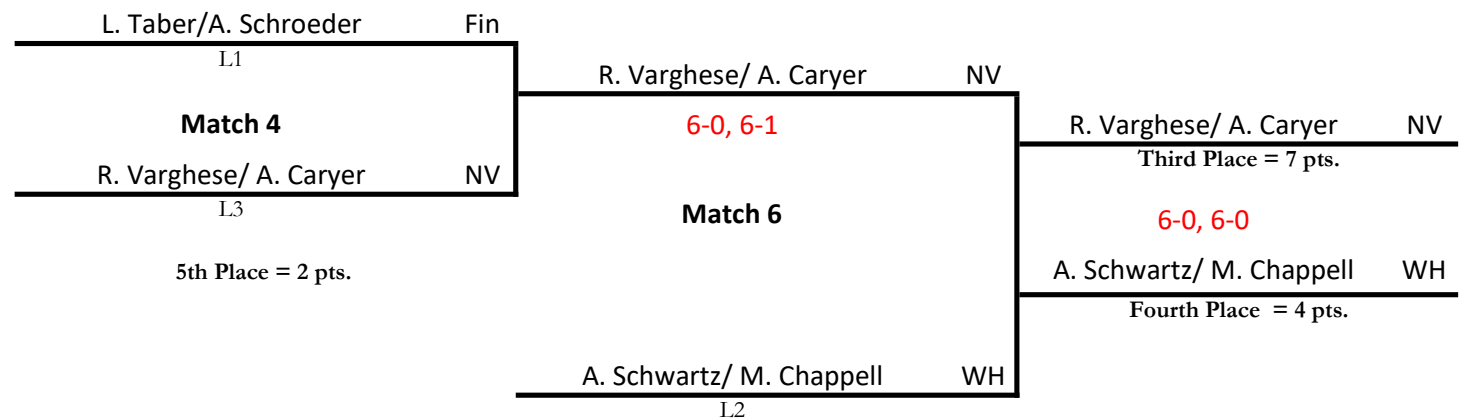 L. Taber/A. Schroeder Fin
L1
R. Varghese/ A. Caryer NV
Match 4
6-0, 6-1
R. Varghese/ A. Caryer NV
Third Place = 7 pts.
R. Varghese/ A. Caryer NV
L3
Match 6
6-0, 6-0
5th Place = 2 pts.
A. Schwartz/ M. Chappell WH
Fourth Place = 4 pts.
A. Schwartz/ M. Chappell WH
L2